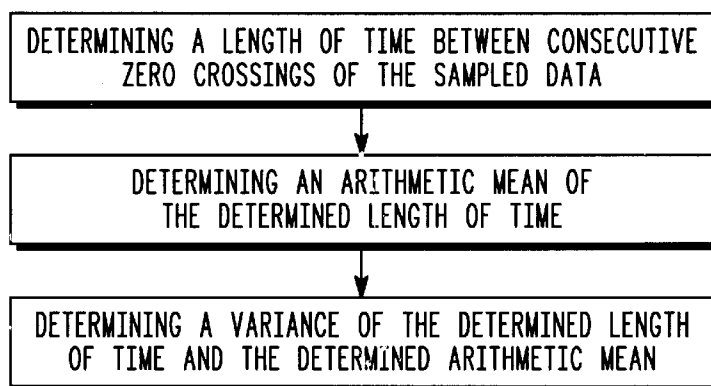 DETERMINING A LENGTH OF TIME BETWEEN CONSECUTIVE
ZERO CROSSINGS OF THE SAMPLED DATA
DETERMINING AN ARITHMETIC MEAN OF
THE DETERMINED LENGTH OF TIME
DETERMINING A VARIANCE OF THE DETERMINED LENGTH
OF TIME AND THE DETERMINED ARITHMETIC MEAN